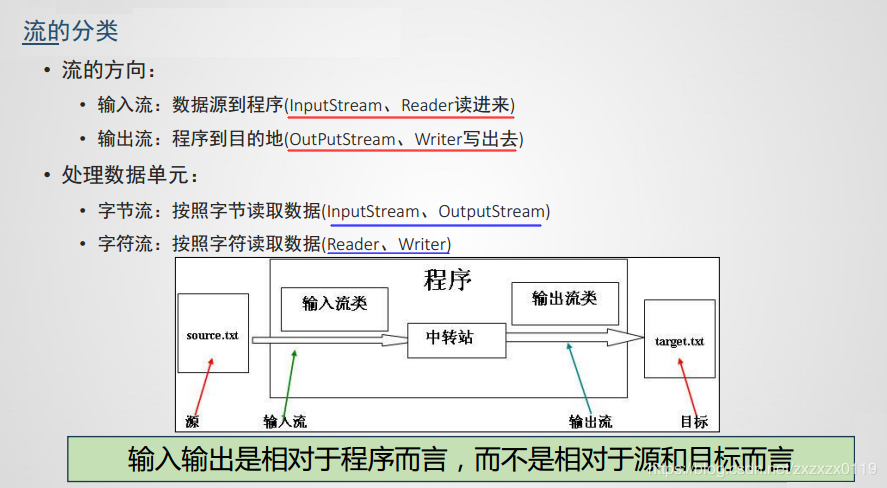 流的分类
• 流的方向：
• 输入流：数据源到程序(InputStream、Reader读进来)
• 输出流：程序到目的地(OutPutStream、Writer写出去)
• 处理数据单元：
• 字节流：按照字节读取数据(InputStream、OutputStream)
• 字符流：按照字符读取数据(Reader、Writer)
程序
输入流类
输出流类
source.txt
中转站
target.txt
源
输入流
输出流
目标
输入输出是相对于程序而言，而不是相对于源和目标而言
https://blog.csdn.net/zxzxzx0119